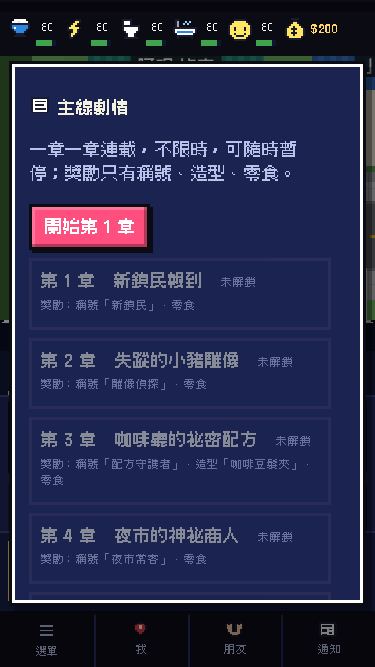 80 80 80 80 80 $200
主線劇情
一章一章連載，不限時，可隨時暫
停；獎勵只有稱號、造型、零食。
開始第 1 章
第 1 章 新鎮民報到 未解鎖
獎勵：稱號「新鎮民」· 零食
第 2 章 失蹤的小豬雕像 未解鎖
獎勵：稱號「雕像偵探」· 零食
第 3 章 咖啡廳的祕密配方 未解鎖
獎勵：稱號「配方守護者」· 造型「咖啡豆髮夾」·
零食
第 4 章 夜市的神祕商人 未解鎖
獎勵：稱號「夜市常客」· 零食
選單 我 朋友 通知